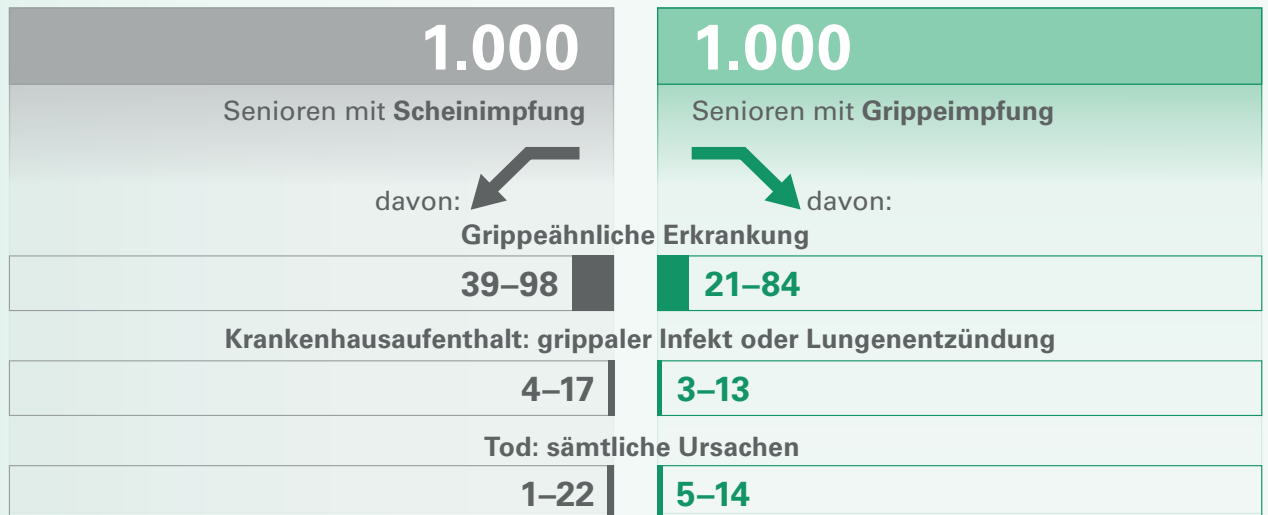 1.000
1.000
Senioren mit Scheinimpfung
Senioren mit Grippeimpfung
davon:
davon:
Grippeähnliche Erkrankung
39–98
21–84
Krankenhausaufenthalt: grippaler Infekt oder Lungenentzündung
4–17
3–13
Tod: sämtliche Ursachen
1–22
5–14